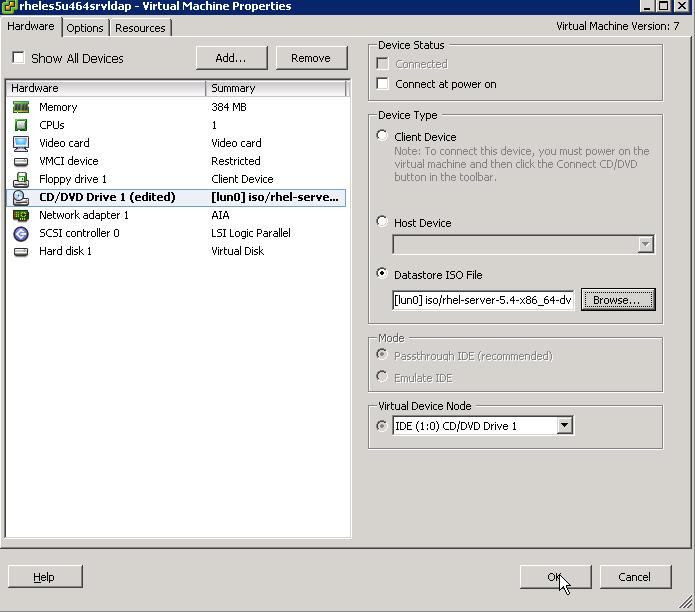 rheles5u464srvldap - Virtual Machine Properties
Hardware Options Resources
Virtual Machine Version: 7
Show All Devices Add... Remove
Hardware Summary
Memory 384 MB
CPUs 1
Video card Video card
VMCI device Restricted
Floppy drive 1 Client Device
CD/DVD Drive 1 (edited) [lun0] iso/rhel-serve...
Network adapter 1 AIA
SCSI controller 0 LSI Logic Parallel
Hard disk 1 Virtual Disk
Device Status
Connected
Connect at power on
Device Type
Client Device
Note: To connect this device, you must power on the
virtual machine and then click the Connect CD/DVD
button in the toolbar.
Host Device
Datastore ISO File
[lun0] iso/rhel-server-5.4-x86_64-dv
Browse...
Mode
Passthrough IDE (recommended)
Emulate IDE
Virtual Device Node
IDE (1:0) CD/DVD Drive 1
Help OK Cancel